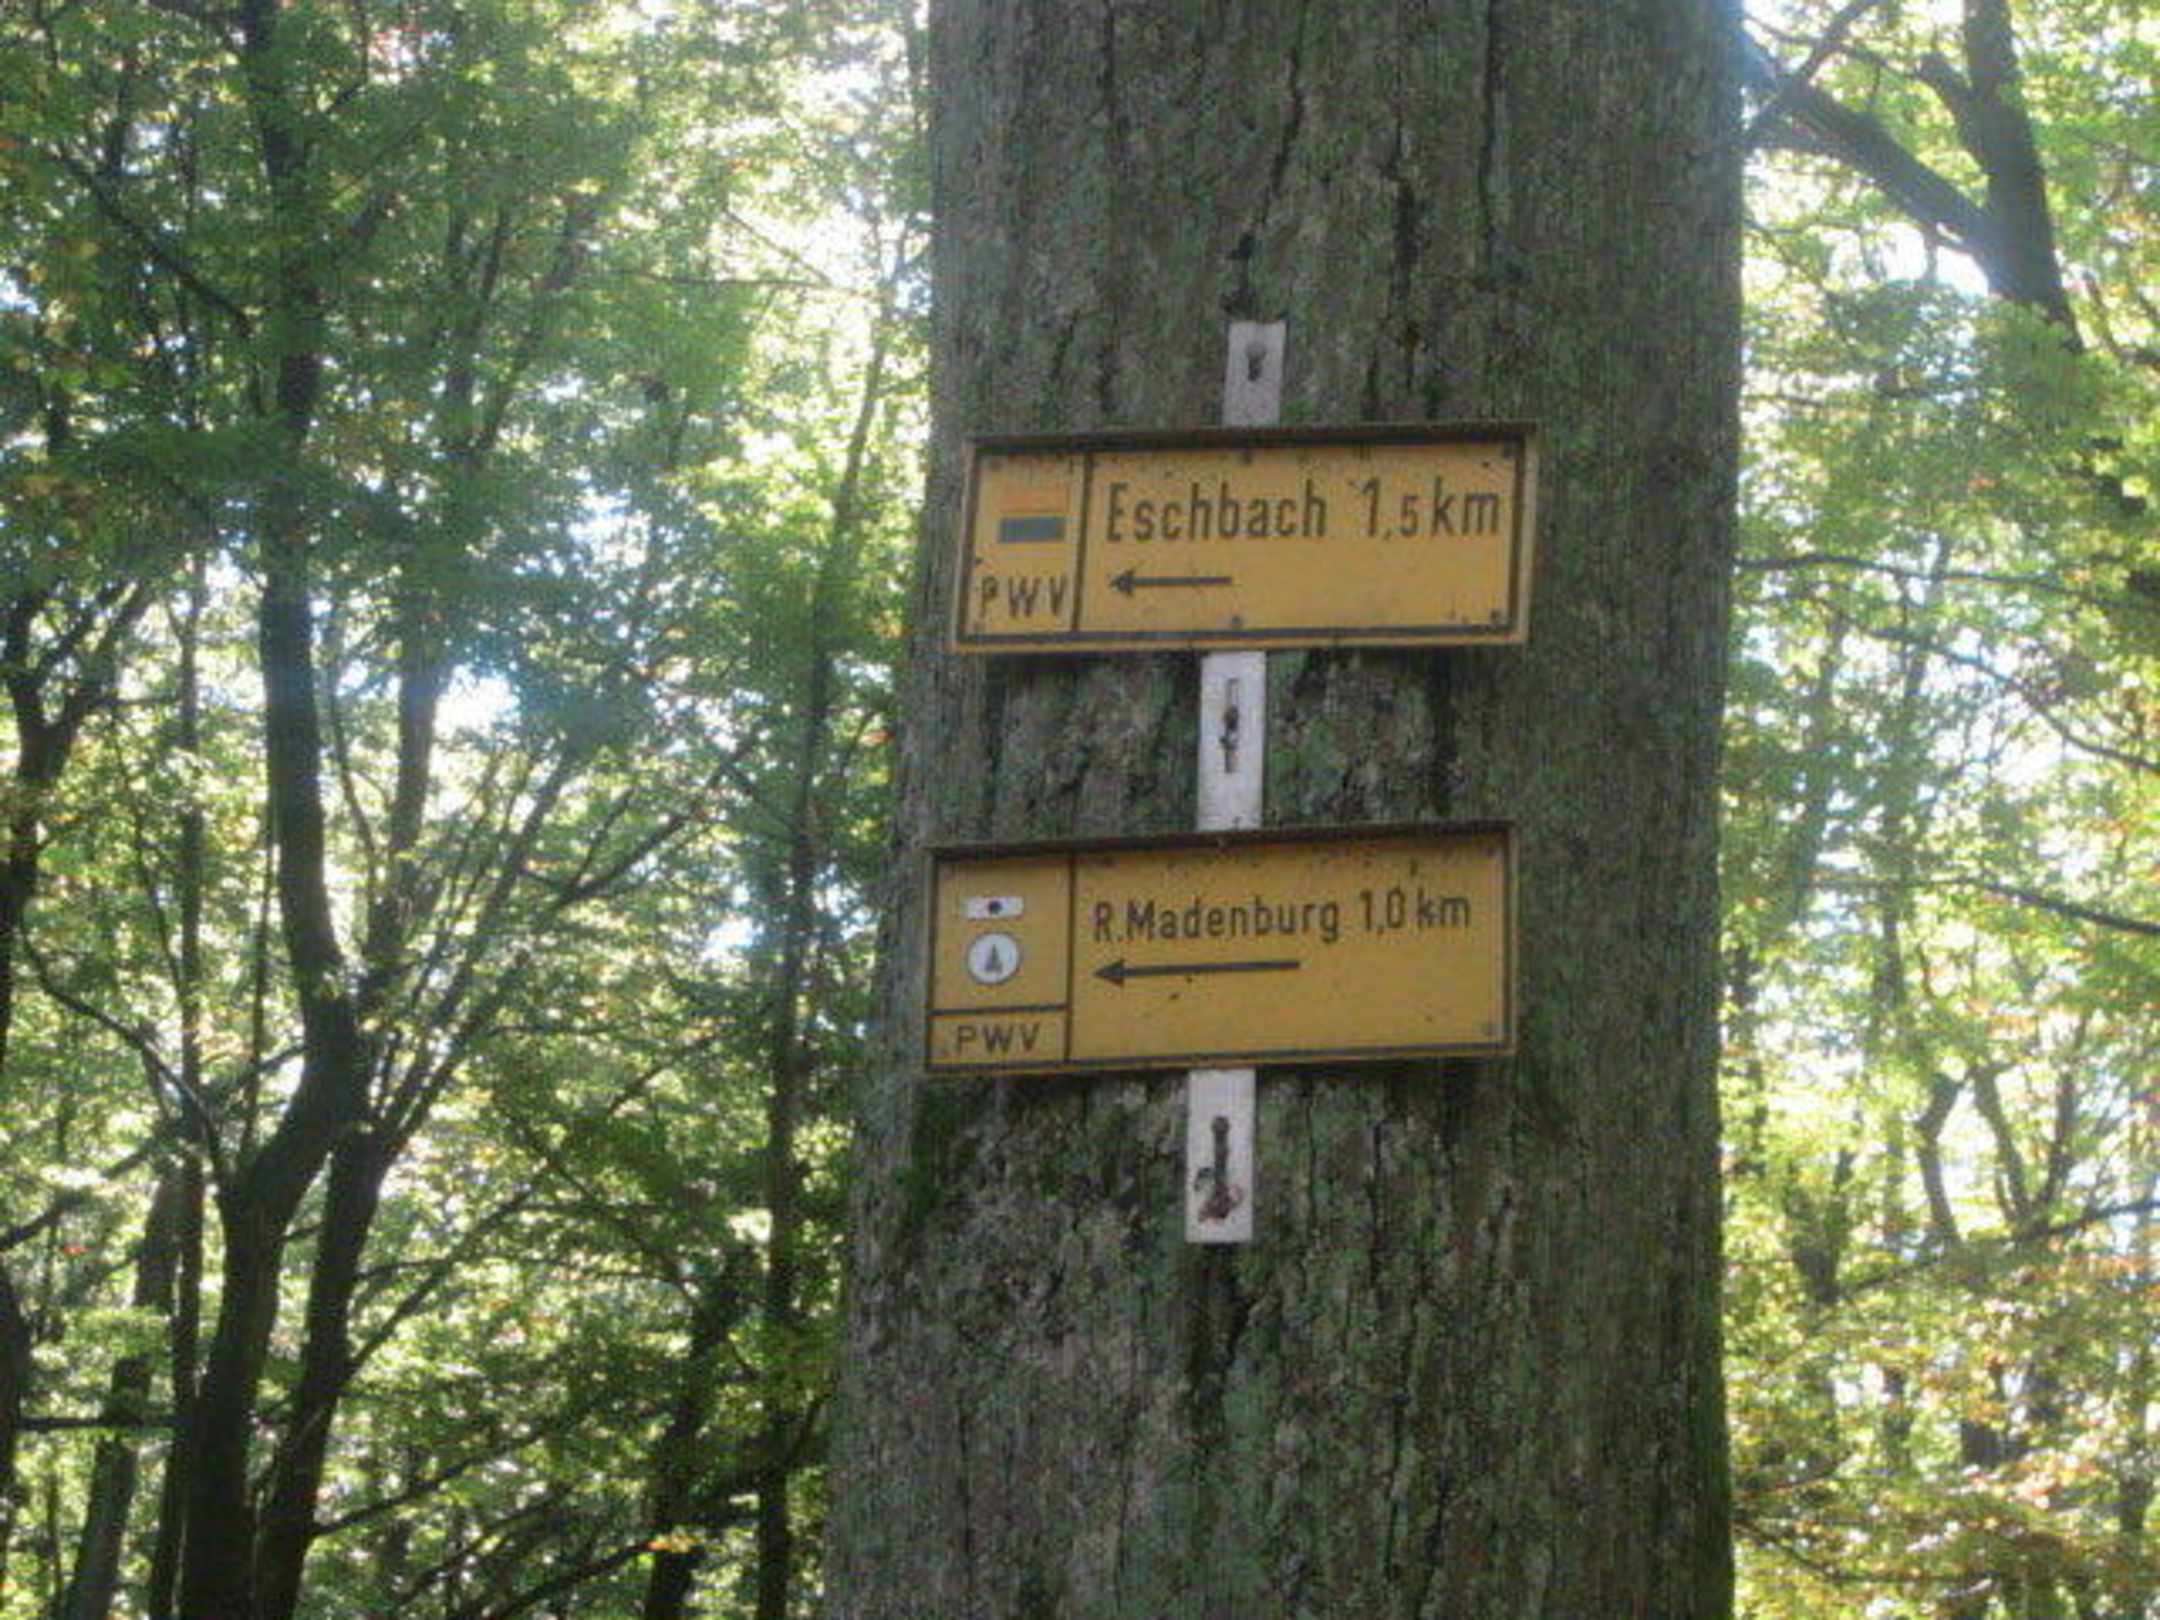 Eschbach 1,5 km
PWV
R.Madenburg 1,0 km
PWV